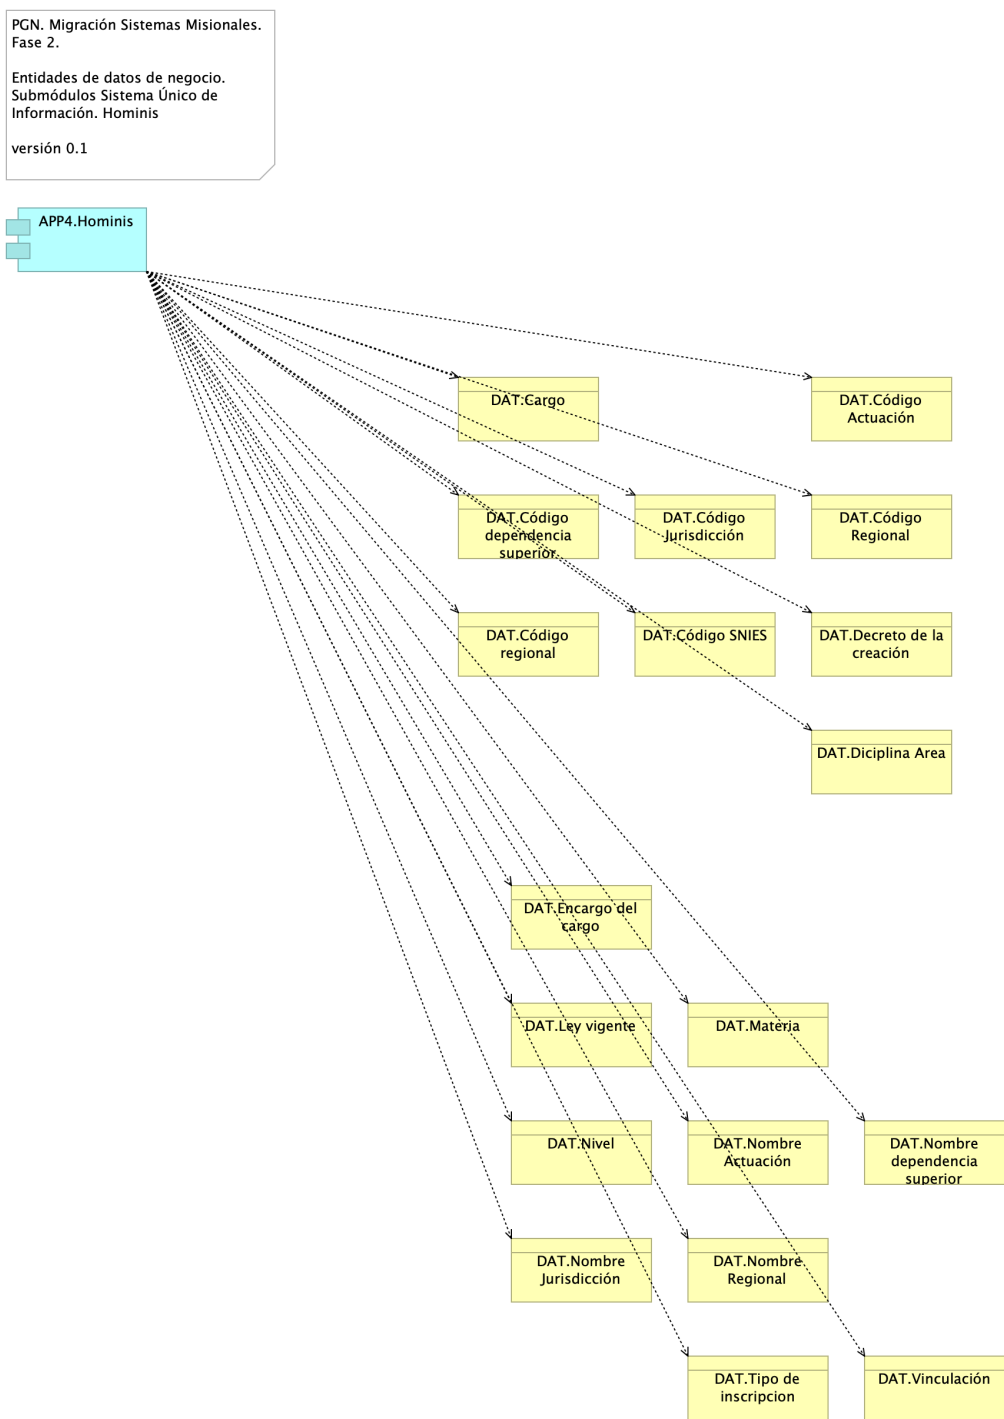 PGN. Migración Sistemas Misionales.
Fase 2.
Entidades de datos de negocio.
Submódulos Sistema Único de
Información. Hominis
versión 0.1
APP4.Hominis
DAT.Cargo
DAT.Código
Actuación
DAT.Código
dependencia
superior
DAT.Código
Jurisdicción
DAT.Código
Regional
DAT.Código
regional
DAT.Código SNIES
DAT.Decreto de la
creación
DAT.Diciplina Area
DAT.Encargo del
cargo
DAT.Ley vigente
DAT.Materia
DAT.Nivel
DAT.Nombre
Actuación
DAT.Nombre
dependencia
superior
DAT.Nombre
Jurisdicción
DAT.Nombre
Regional
DAT.Tipo de
inscripcion
DAT.Vinculación